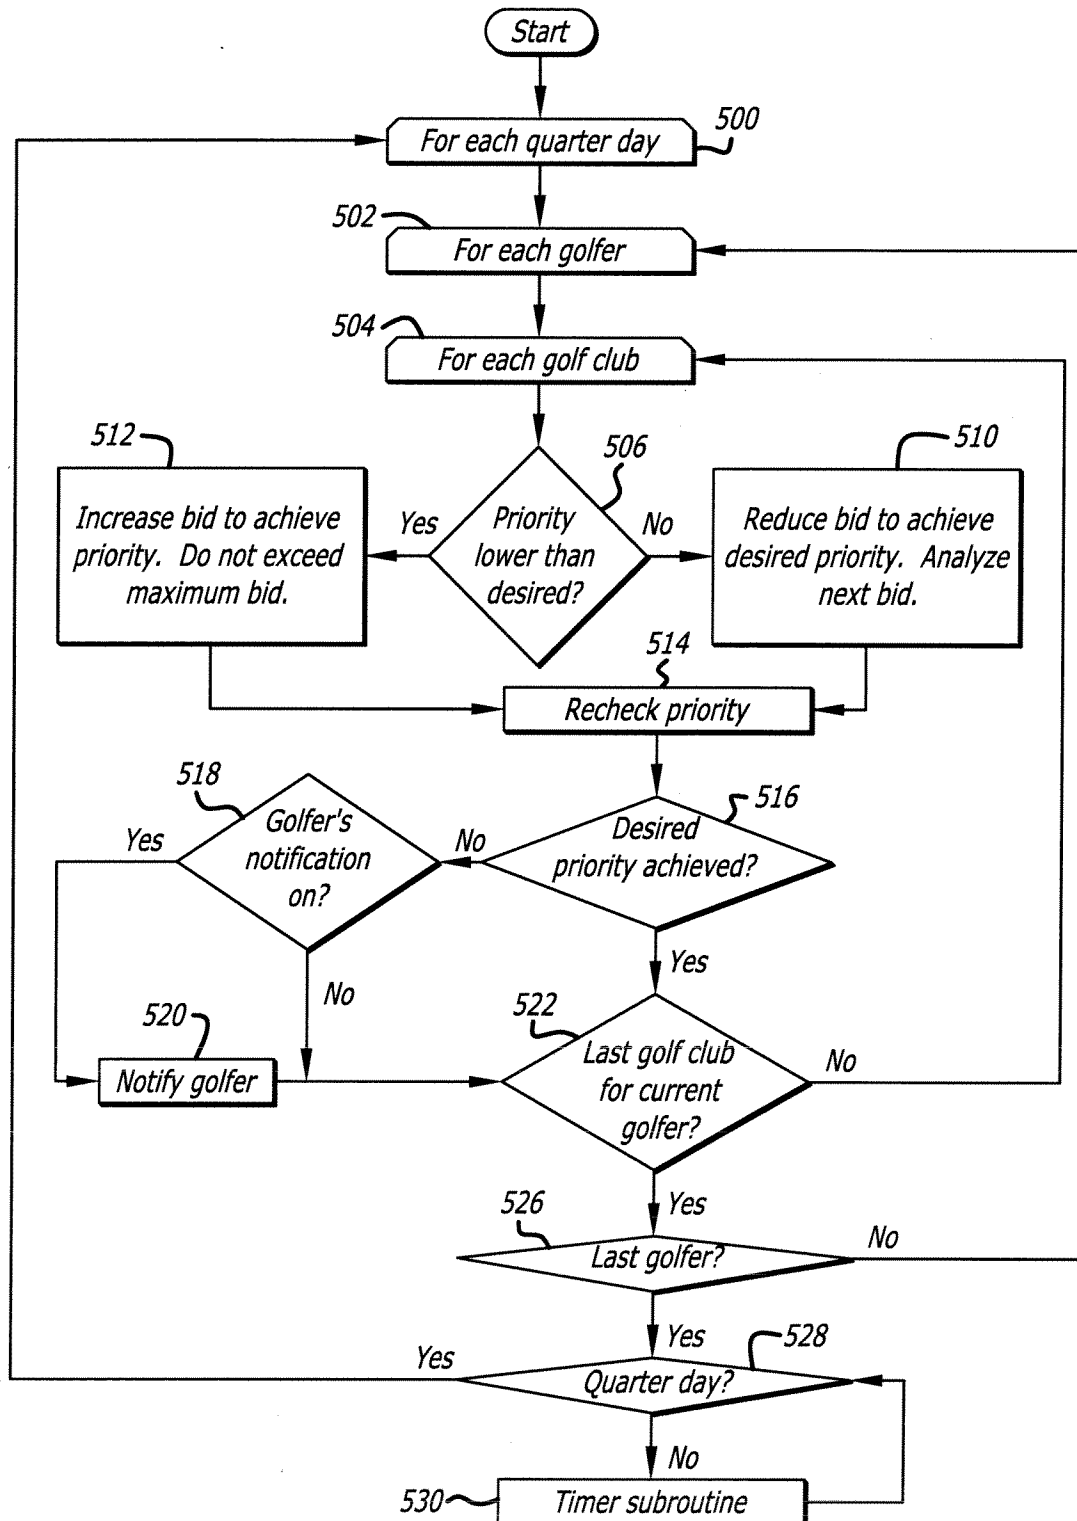 Start
For each quarter day
500
502
For each golfer
504
For each golf club
512
506
510
Increase bid to achieve
priority. Do not exceed
maximum bid.
Yes
Priority
lower than
desired?
No
Reduce bid to achieve
desired priority. Analyze
next bid.
514
Recheck priority
518
516
Yes
Golfer's
notification
on?
No
Desired
priority achieved?
No
Yes
520
522
Notify golfer
Last golf club
for current
golfer?
No
Yes
526
Last golfer?
No
Yes
528
Yes
Quarter day?
No
530
Timer subroutine